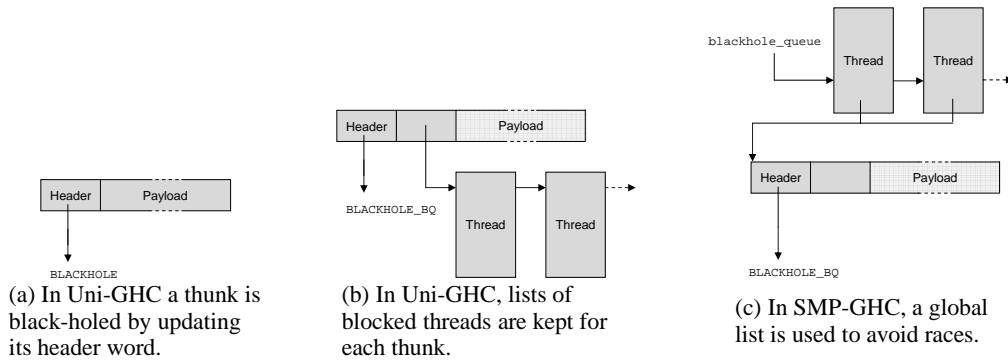 Header
Payload
BLACKHOLE
(a) In Uni-GHC a thunk is
black-holed by updating
its header word.
Header
Payload
BLACKHOLE_BQ
Thread
Thread
(b) In Uni-GHC, lists of
blocked threads are kept for
each thunk.
blackhole_queue
Thread
Thread
Header
Payload
BLACKHOLE_BQ
(c) In SMP-GHC, a global
list is used to avoid races.